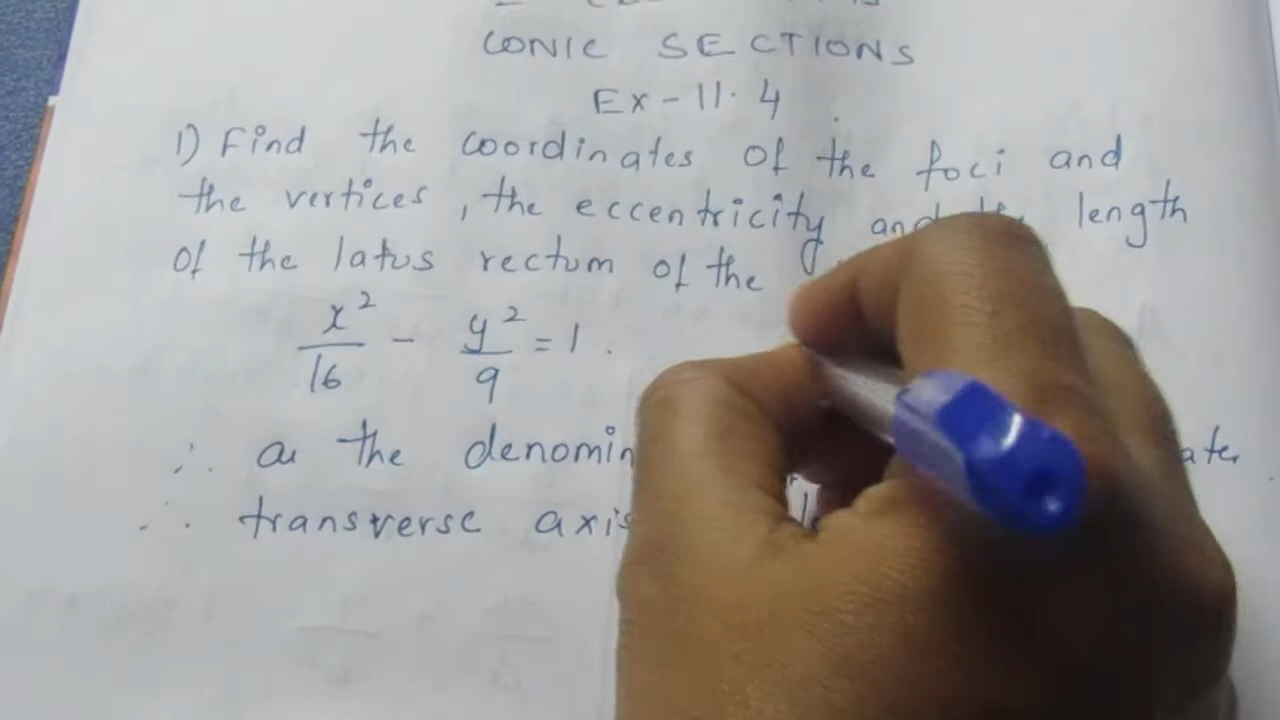 CONIC SECTIONS
Ex-11.4
1) Find the coordinates of the foci and
the vertices, the eccentricity and the length
of the latus rectum of the
x²/16 - y²/9 = 1.
∴ as the
∴ transverse axis